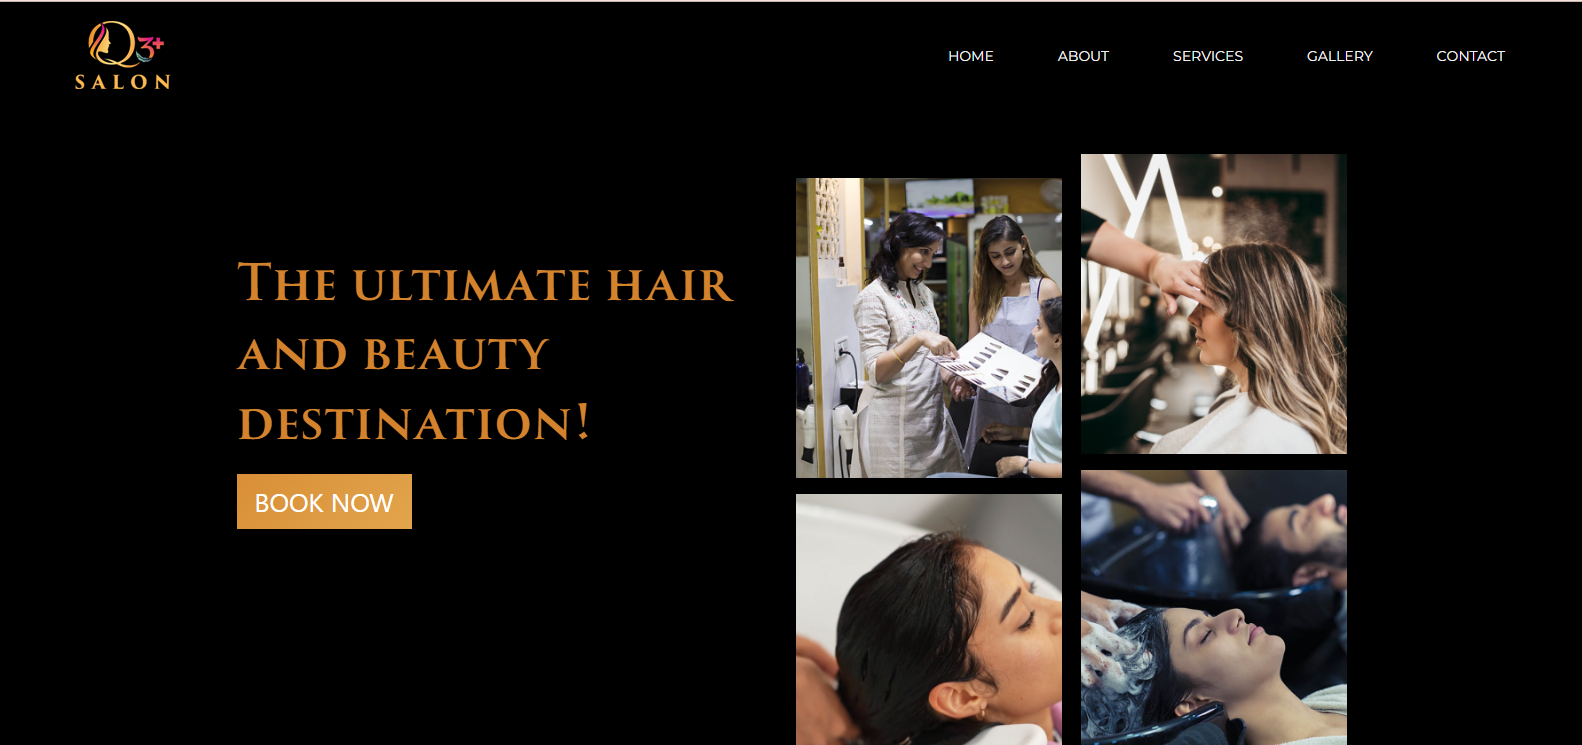 Q3+
SALON
HOME ABOUT SERVICES GALLERY CONTACT
The ultimate hair
and beauty
destination!
BOOK NOW